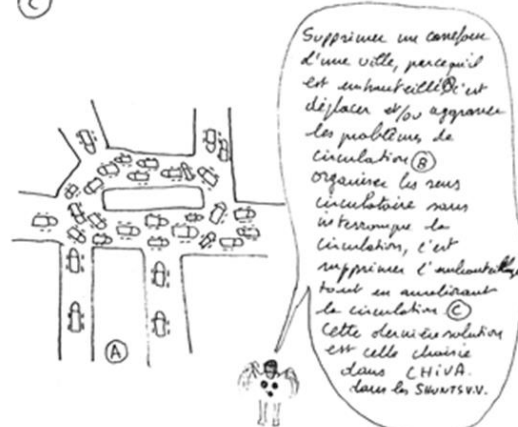 C
Supprimer un carrefour
d'une ville, parcequ'il
est embouteillé A c'est
déplacer et/ou aggraver
les problèmes de
circulation B
organiser les sens
circulatoire sans
interrompre la
circulation, c'est
supprimer l'embouteillage
tout en améliorant
la circulation C
Cette dernière solution
est celle choisie
dans CHIVA.
dans les SHUNTS V.V.
A